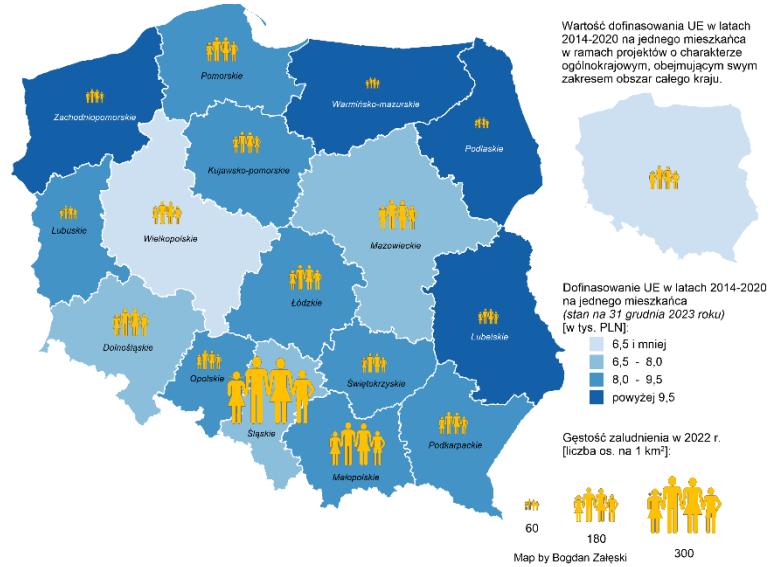 Wartość dofinasowania UE w latach
2014-2020 na jednego mieszkańca
w ramach projektów o charakterze
ogólnokrajowym, obejmującym swym
zakresem obszar całego kraju.
Pomorskie
Warmińsko-mazurskie
Zachodniopomorskie
Podlaskie
Kujawsko-pomorskie
Lubuskie
Wielkopolskie
Mazowieckie
Łódzkie
Dolnośląskie
Lubelskie
Opolskie
Świętokrzyskie
Śląskie
Podkarpackie
Małopolskie
Dofinasowanie UE w latach 2014-2020
na jednego mieszkańca
(stan na 31 grudnia 2023 roku)
[w tys. PLN]:
6,5 i mniej
6,5 - 8,0
8,0 - 9,5
powyżej 9,5
Gęstość zaludnienia w 2022 r.
[liczba os. na 1 km²]:
60
180
300
Map by Bogdan Załęski